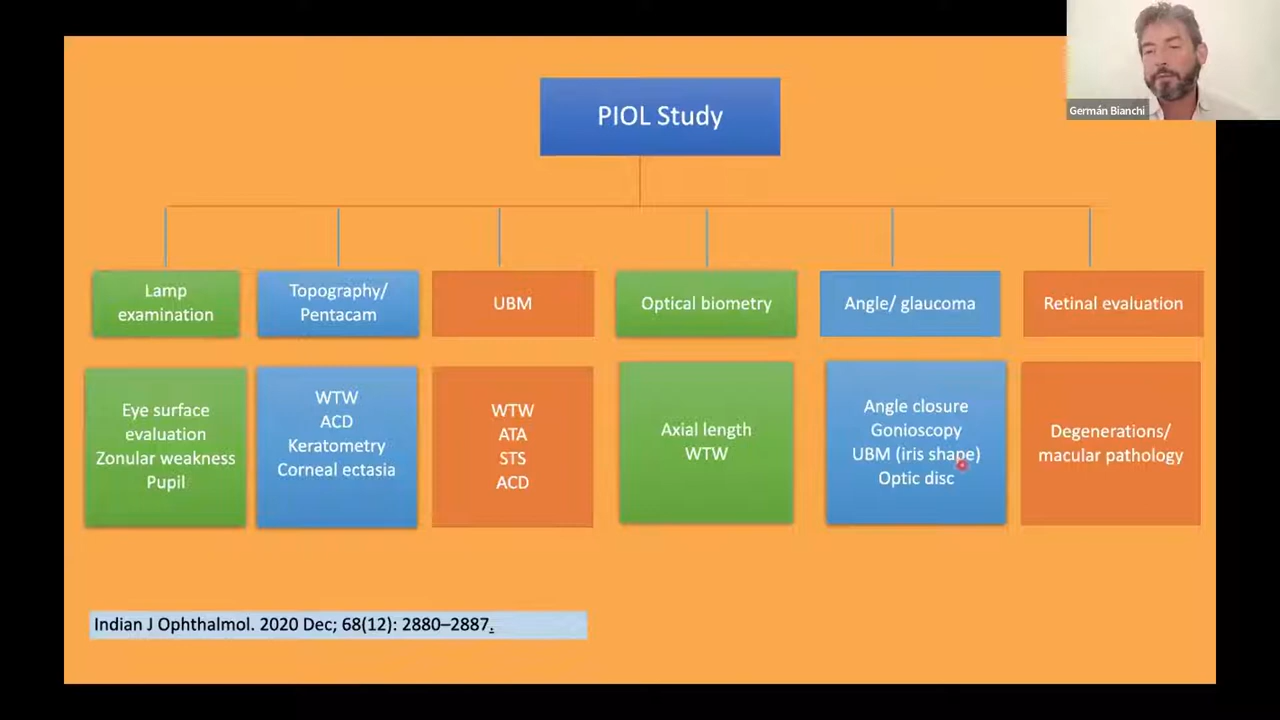 Germán Bianchi
PIOL Study
Lamp
examination
Topography/
Pentacam
UBM
Optical biometry
Angle/ glaucoma
Retinal evaluation
Eye surface
evaluation
Zonular weakness
Pupil
WTW
ACD
Keratometry
Corneal ectasia
WTW
ATA
STS
ACD
Axial length
WTW
Angle closure
Gonioscopy
UBM (iris shape)
Optic disc
Degenerations/
macular pathology
Indian J Ophthalmol. 2020 Dec; 68(12): 2880–2887.